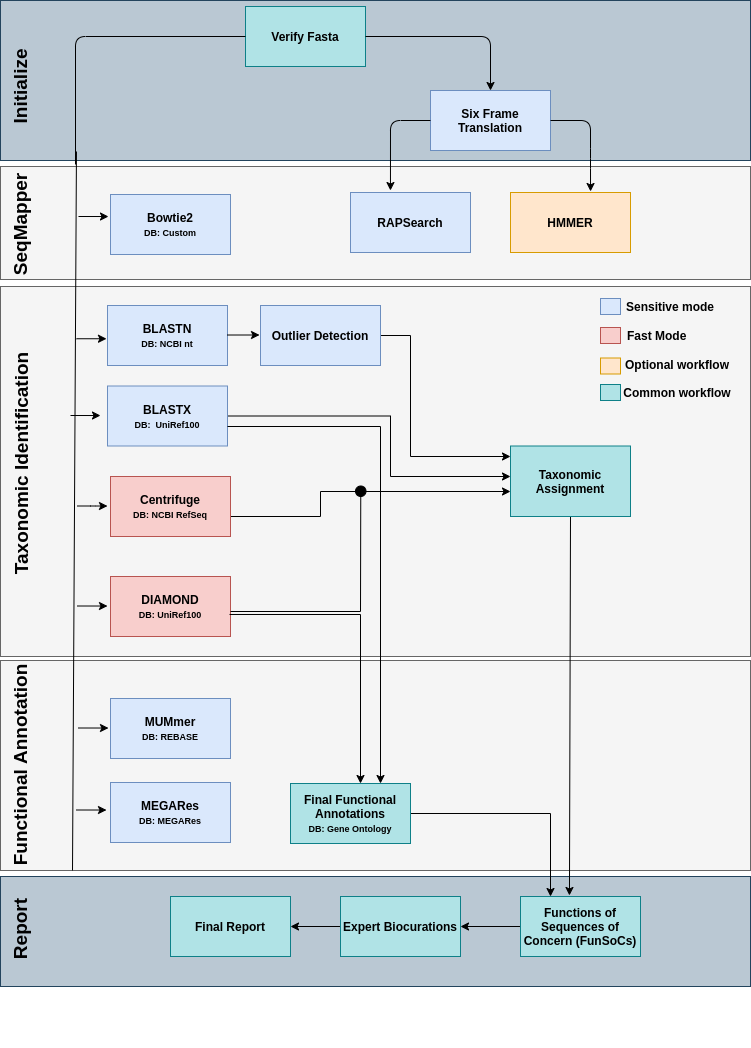 Initialize
Verify Fasta
Six Frame
Translation
SeqMapper
Bowtie2
DB: Custom
RAPSearch
HMMER
Taxonomic Identification
BLASTN
DB: NCBI nt
Outlier Detection
Sensitive mode
Fast Mode
Optional workflow
Common workflow
BLASTX
DB: UniRef100
Centrifuge
DB: NCBI RefSeq
Taxonomic
Assignment
DIAMOND
DB: UniRef100
Functional Annotation
MUMmer
DB: REBASE
MEGARes
DB: MEGARes
Final Functional
Annotations
DB: Gene Ontology
Report
Final Report
Expert Biocurations
Functions of
Sequences of
Concern (FunSoCs)